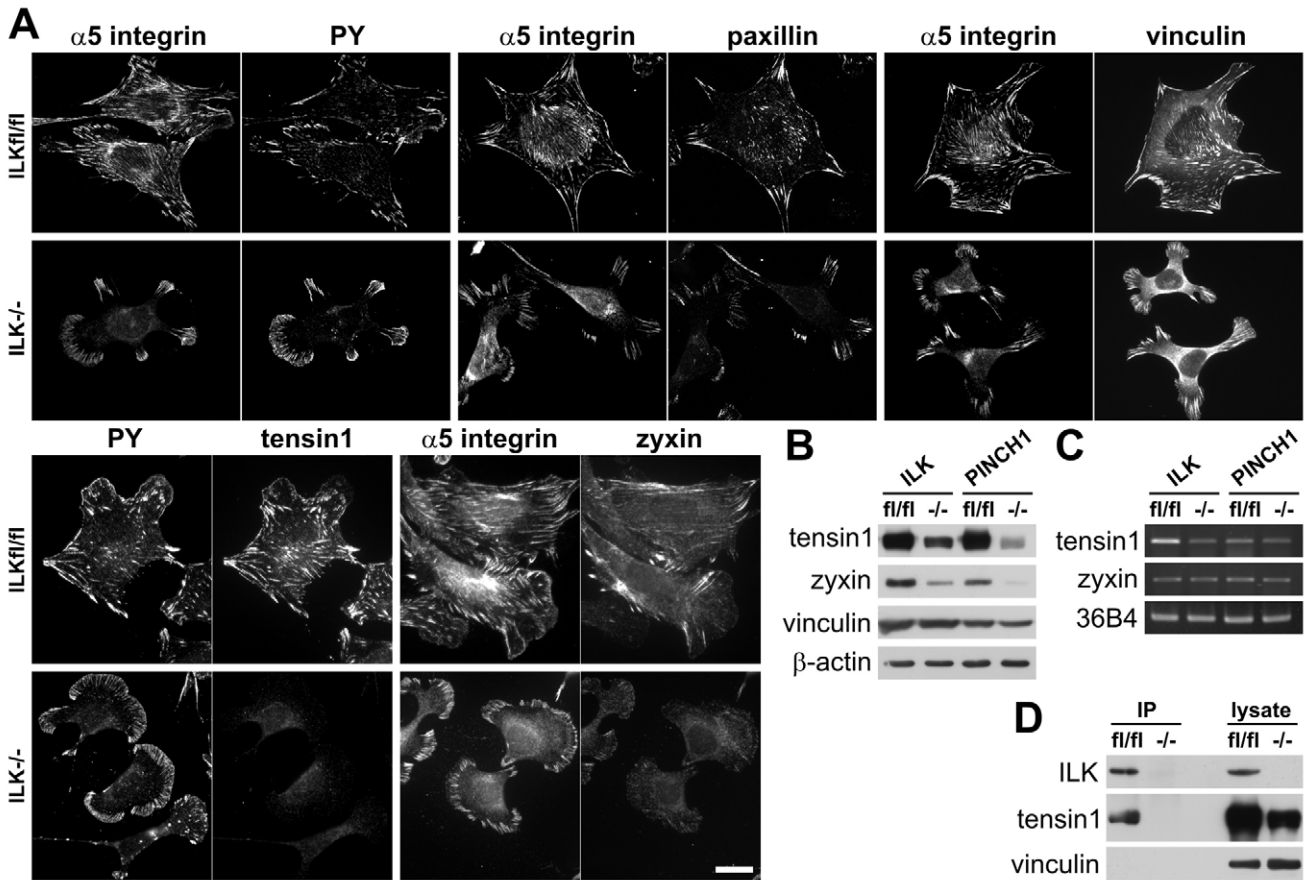 A
α5 integrin PY α5 integrin paxillin α5 integrin vinculin
ILKfl/fl
ILK-/-
PY tensin1 α5 integrin zyxin
ILKfl/fl
ILK-/-
B
ILK PINCH1
fl/fl -/- fl/fl -/-
tensin1
zyxin
vinculin
β-actin
C
ILK PINCH1
fl/fl -/- fl/fl -/-
tensin1
zyxin
36B4
D
IP lysate
fl/fl -/- fl/fl -/-
ILK
tensin1
vinculin